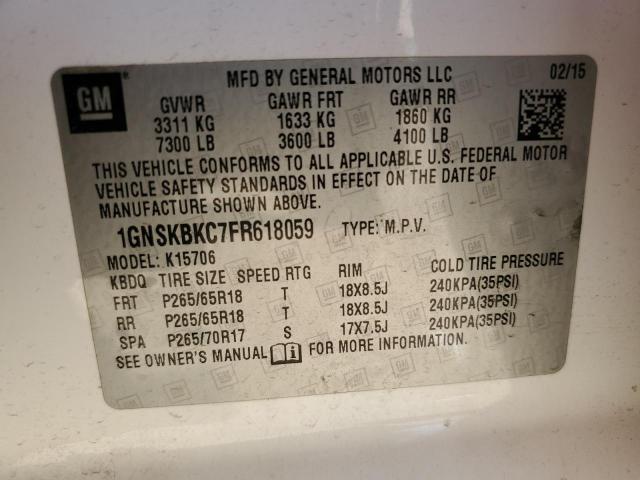 GM
MFD BY GENERAL MOTORS LLC 02/15
GVWR GAWR FRT GAWR RR
3311 KG 1633 KG 1860 KG
7300 LB 3600 LB 4100 LB
THIS VEHICLE CONFORMS TO ALL APPLICABLE U.S. FEDERAL MOTOR
VEHICLE SAFETY STANDARDS IN EFFECT ON THE DATE OF
MANUFACTURE SHOWN ABOVE.
1GNSKBKC7FR618059 TYPE: M.P.V.
MODEL: K15706
KBDQ TIRE SIZE SPEED RTG RIM COLD TIRE PRESSURE
FRT P265/65R18 T 18X8.5J 240KPA(35PSI)
RR P265/65R18 T 18X8.5J 240KPA(35PSI)
SPA P265/70R17 S 17X7.5J 240KPA(35PSI)
SEE OWNER'S MANUAL i FOR MORE INFORMATION.